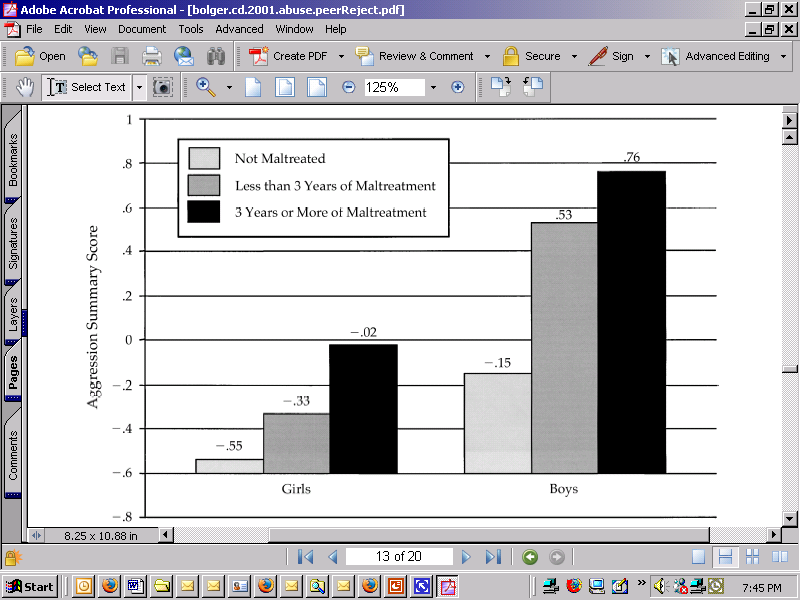 Adobe Acrobat Professional - [bolger.cd.2001.abuse.peerReject.pdf]
File Edit View Document Tools Advanced Window Help
Open Create PDF Review & Comment Secure Sign Advanced Editing
Select Text 125%
Bookmarks
Signatures
Layers
Pages
Comments
Aggression Summary Score
1
.8
.6
.4
.2
0
−.2
−.4
−.6
−.8
Not Maltreated
Less than 3 Years of Maltreatment
3 Years or More of Maltreatment
−.55
−.33
−.02
−.15
.53
.76
Girls Boys
8.25 x 10.88 in
13 of 20
Start 7:45 PM